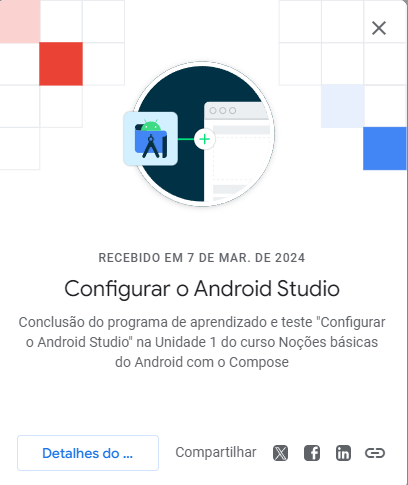 RECEBIDO EM 7 DE MAR. DE 2024
Configurar o Android Studio
Conclusão do programa de aprendizado e teste "Configurar
o Android Studio" na Unidade 1 do curso Noções básicas
do Android com o Compose
Detalhes do ...
Compartilhar